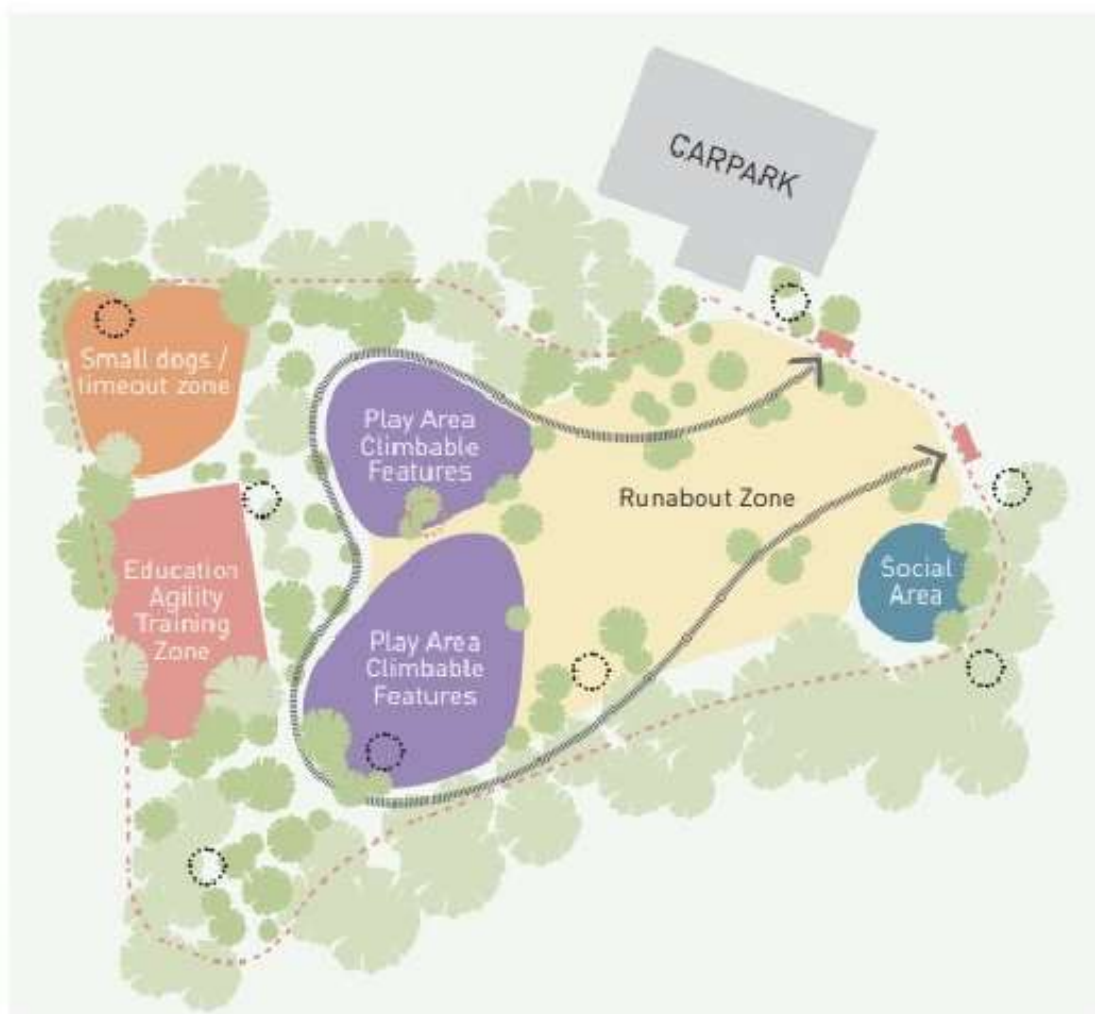 CARPARK
Small dogs /
timeout zone
Play Area
Climbable
Features
Runabout Zone
Education
Agility
Training
Zone
Social
Area
Play Area
Climbable
Features